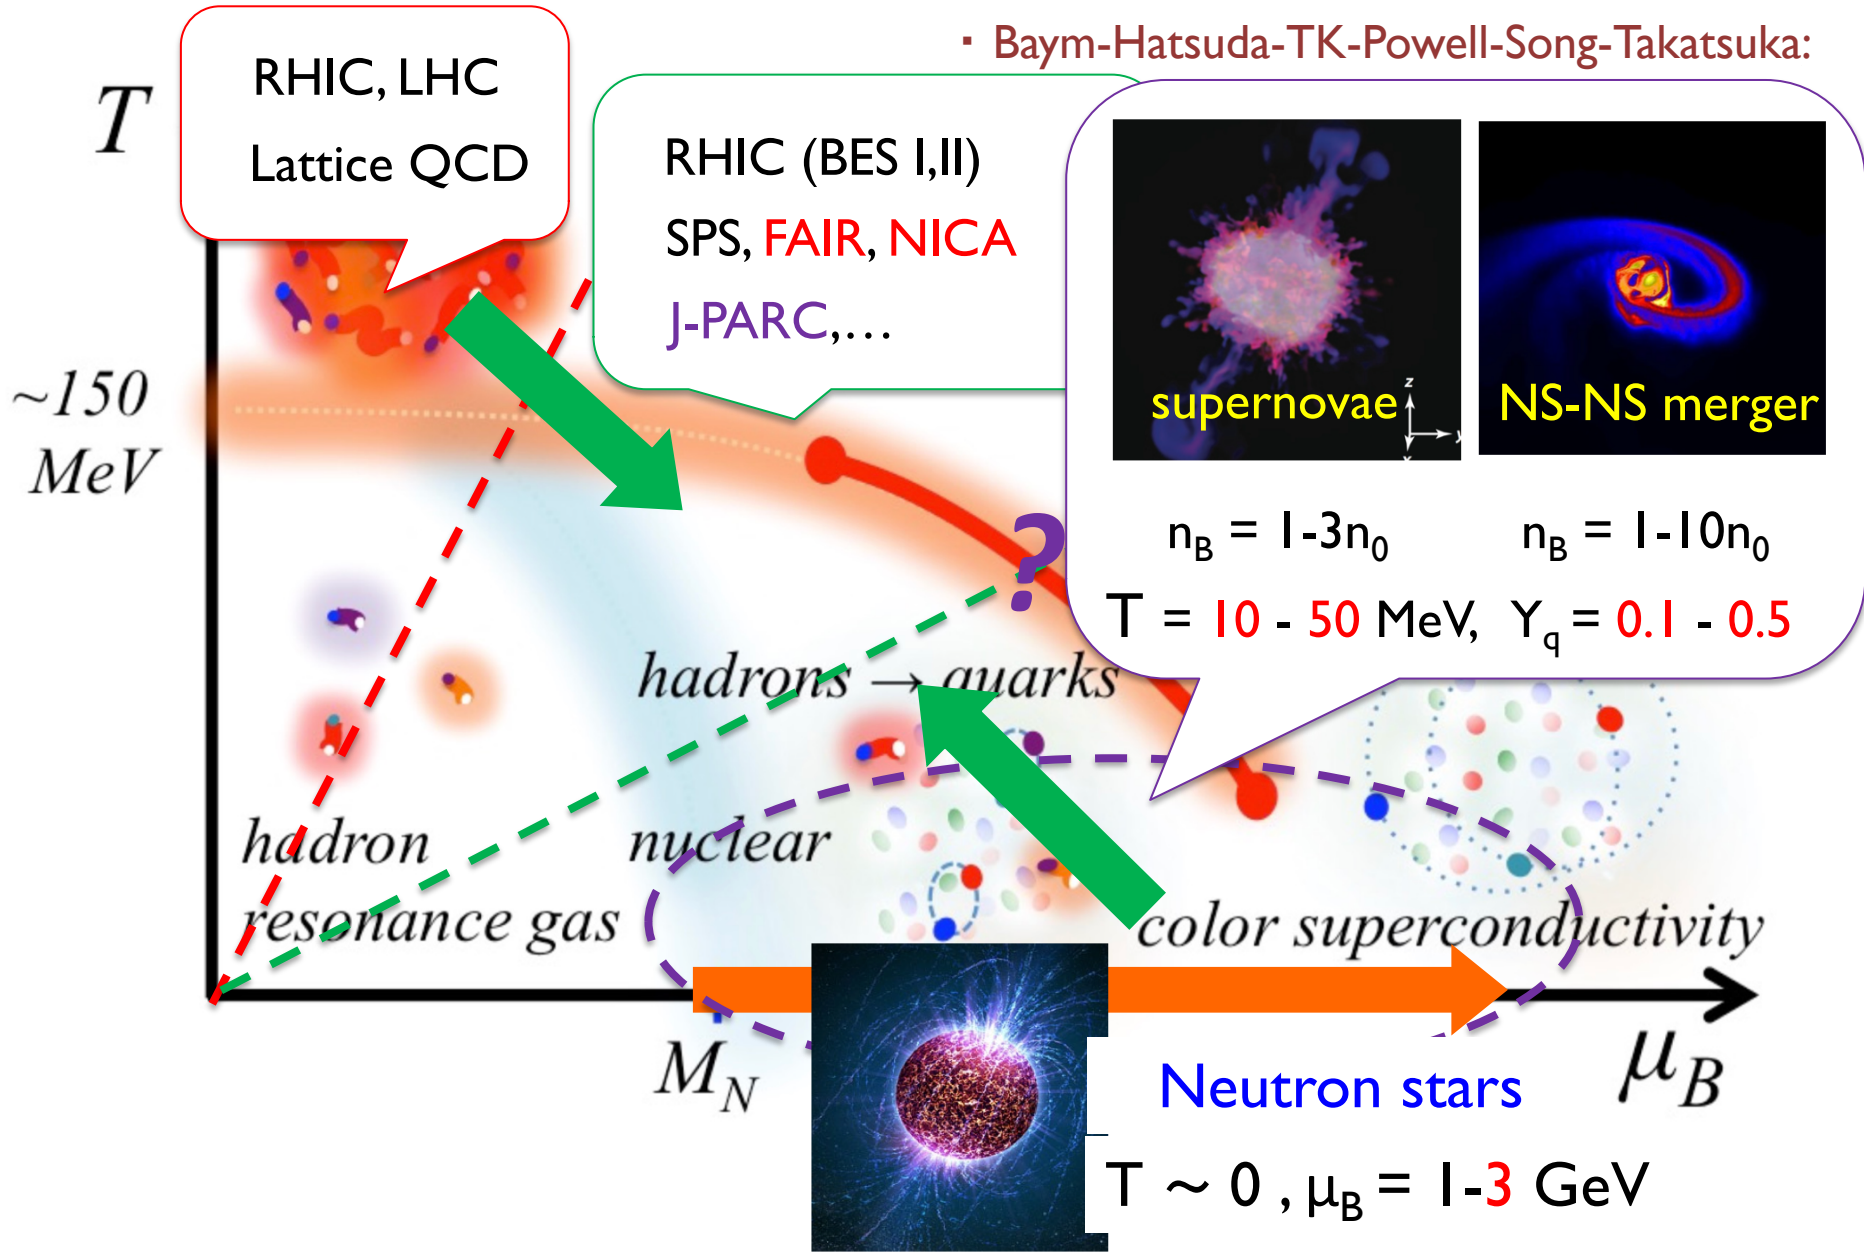 · Baym-Hatsuda-TK-Powell-Song-Takatsuka:
T
RHIC, LHC
Lattice QCD
RHIC (BES I,II)
SPS, FAIR, NICA
J-PARC,…
supernovae
z
y
x
NS-NS merger
n_B = 1-3n_0
n_B = 1-10n_0
T = 10 - 50 MeV, Y_q = 0.1 - 0.5
~150
MeV
?
hadrons → quarks
hadron
resonance gas
nuclear
color superconductivity
M_N
μ_B
Neutron stars
T ~ 0 , μ_B = 1-3 GeV